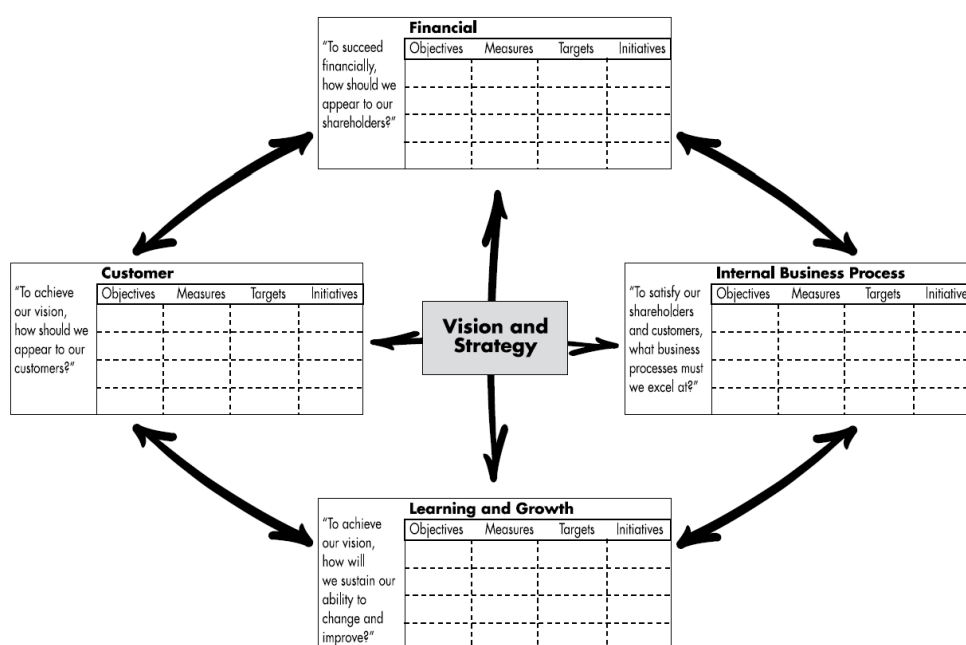 Financial
"To succeed
financially,
how should we
appear to our
shareholders?"
Objectives Measures Targets Initiatives
Customer
"To achieve
our vision,
how should we
appear to our
customers?"
Objectives Measures Targets Initiatives
Vision and
Strategy
Internal Business Process
"To satisfy our
shareholders
and customers,
what business
processes must
we excel at?"
Objectives Measures Targets Initiative
Learning and Growth
"To achieve
our vision,
how will
we sustain our
ability to
change and
improve?"
Objectives Measures Targets Initiatives